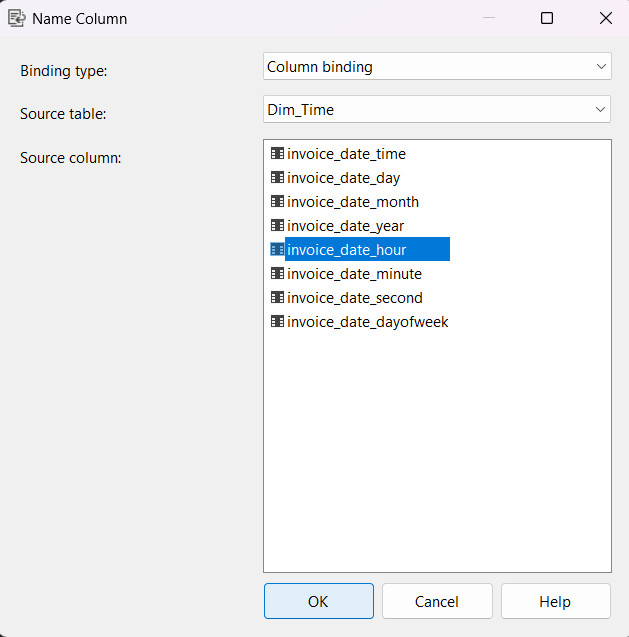 Name Column
Binding type: Column binding
Source table: Dim_Time
Source column:
invoice_date_time
invoice_date_day
invoice_date_month
invoice_date_year
invoice_date_hour
invoice_date_minute
invoice_date_second
invoice_date_dayofweek
OK Cancel Help